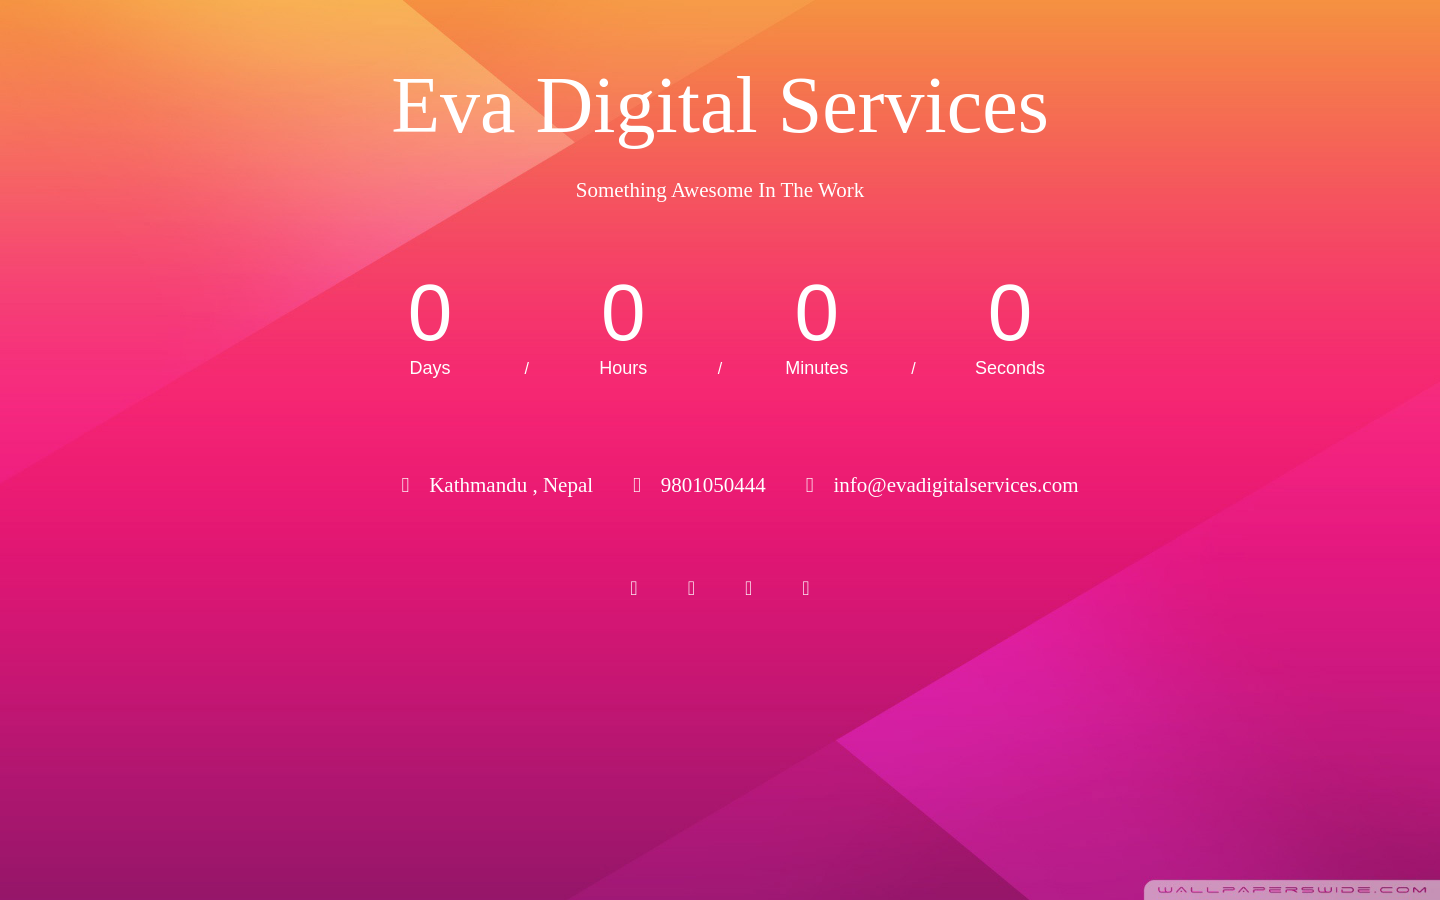 Eva Digital Services
Something Awesome In The Work
0 0 0 0
Days / Hours / Minutes / Seconds
Kathmandu , Nepal 9801050444 info@evadigitalservices.com
WALLPAPERSWIDE.COM